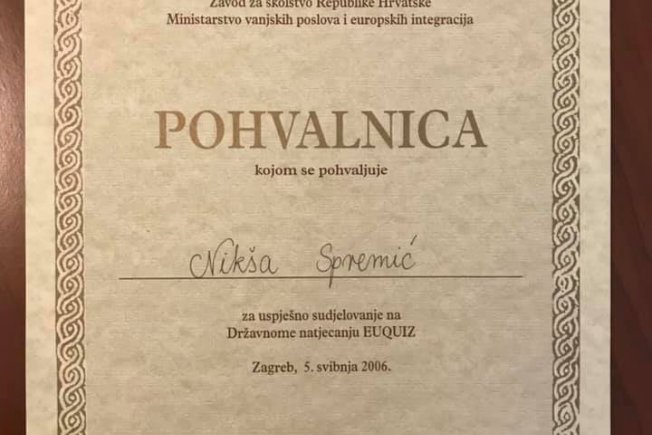 Zavod za školstvo Republike Hrvatske
Ministarstvo vanjskih poslova i europskih integracija
POHVALNICA
kojom se pohvaljuje
Nikša Spremić
za uspješno sudjelovanje na
Državnome natjecanju EUQUIZ
Zagreb, 5. svibnja 2006.